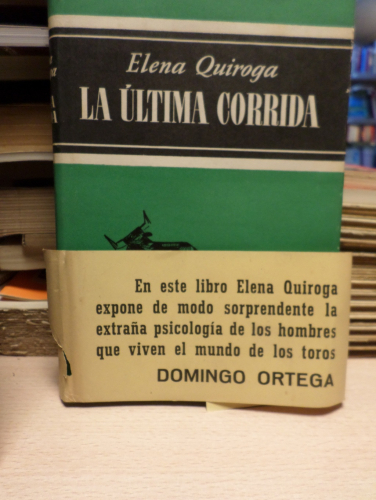 Elena Quiroga
LA ÚLTIMA CORRIDA
En este libro Elena Quiroga
expone de modo sorprendente la
extraña psicología de los hombres
que viven el mundo de los toros
DOMINGO ORTEGA